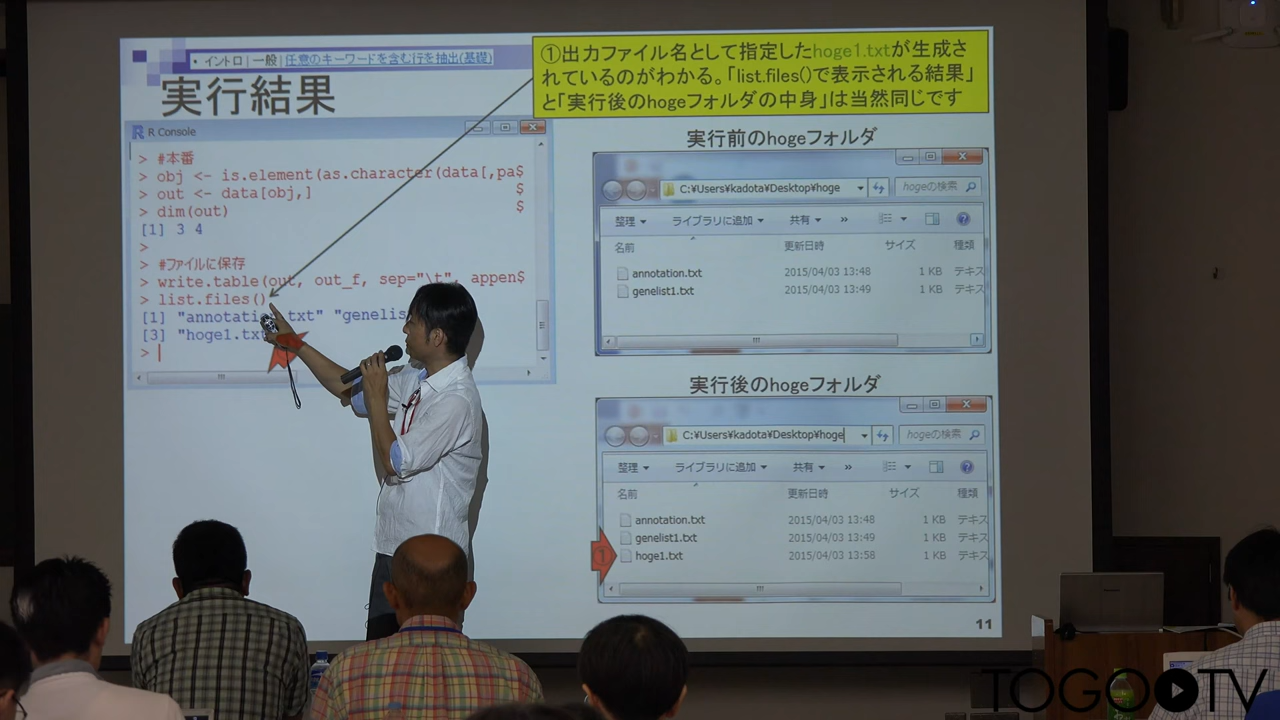 • イントロ | 一般 | 任意のキーワードを含む行を抽出(基礎)
実行結果
①出力ファイル名として指定したhoge1.txtが生成さ
れているのがわかる。「list.files()で表示される結果」
と「実行後のhogeフォルダの中身」は当然同じです
R Console
> #本番
> obj <- is.element(as.character(data[,pa$
> out <- data[obj,] $
> dim(out) $
[1] 3 4
>
> #ファイルに保存
> write.table(out, out_f, sep="\t", appen$
> list.files()
[1] "annotation.txt" "genelis
[3] "hoge1.tx
>
実行前のhogeフォルダ
C:¥Users¥kadota¥Desktop¥hoge
hogeの検索
整理 ライブラリに追加 共有 »
名前 更新日時 サイズ 種類
annotation.txt 2015/04/03 13:48 1 KB テキス
genelist1.txt 2015/04/03 13:49 1 KB テキス
実行後のhogeフォルダ
C:¥Users¥kadota¥Desktop¥hoge
hogeの検索
整理 ライブラリに追加 共有 »
名前 更新日時 サイズ 種類
annotation.txt 2015/04/03 13:48 1 KB テキス
genelist1.txt 2015/04/03 13:49 1 KB テキス
① hoge1.txt 2015/04/03 13:58 1 KB テキス
11
TOGO TV